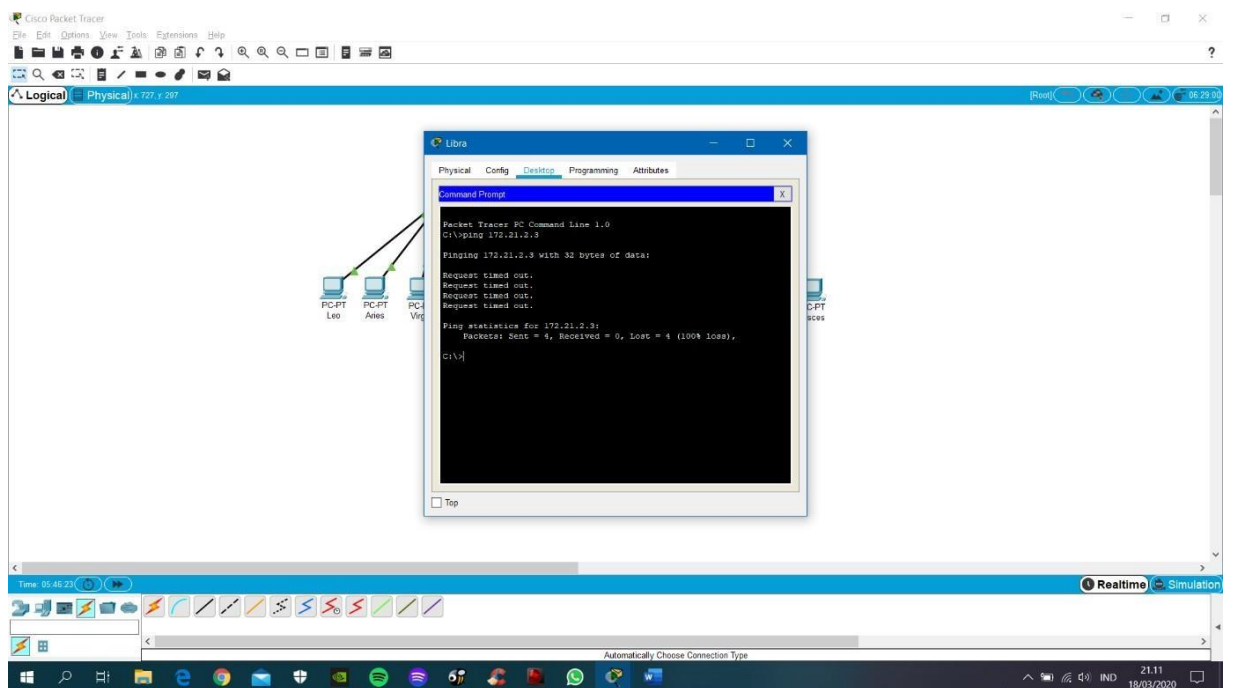 Cisco Packet Tracer
File Edit Options View Tools Extensions Help
?
Logical Physical x: 727, y: 287 [Root] 06:29:00
Libra
Physical Config Desktop Programming Attributes
Command Prompt X
Packet Tracer PC Command Line 1.0
C:\>ping 172.21.2.3
Pinging 172.21.2.3 with 32 bytes of data:
Request timed out.
Request timed out.
Request timed out.
Request timed out.
Ping statistics for 172.21.2.3:
Packets: Sent = 4, Received = 0, Lost = 4 (100% loss),
C:\>
PC-PT
Leo
PC-PT
Aries
Top
Time: 05:46:23 Realtime Simulation
Automatically Choose Connection Type
IND
21.11
18/03/2020